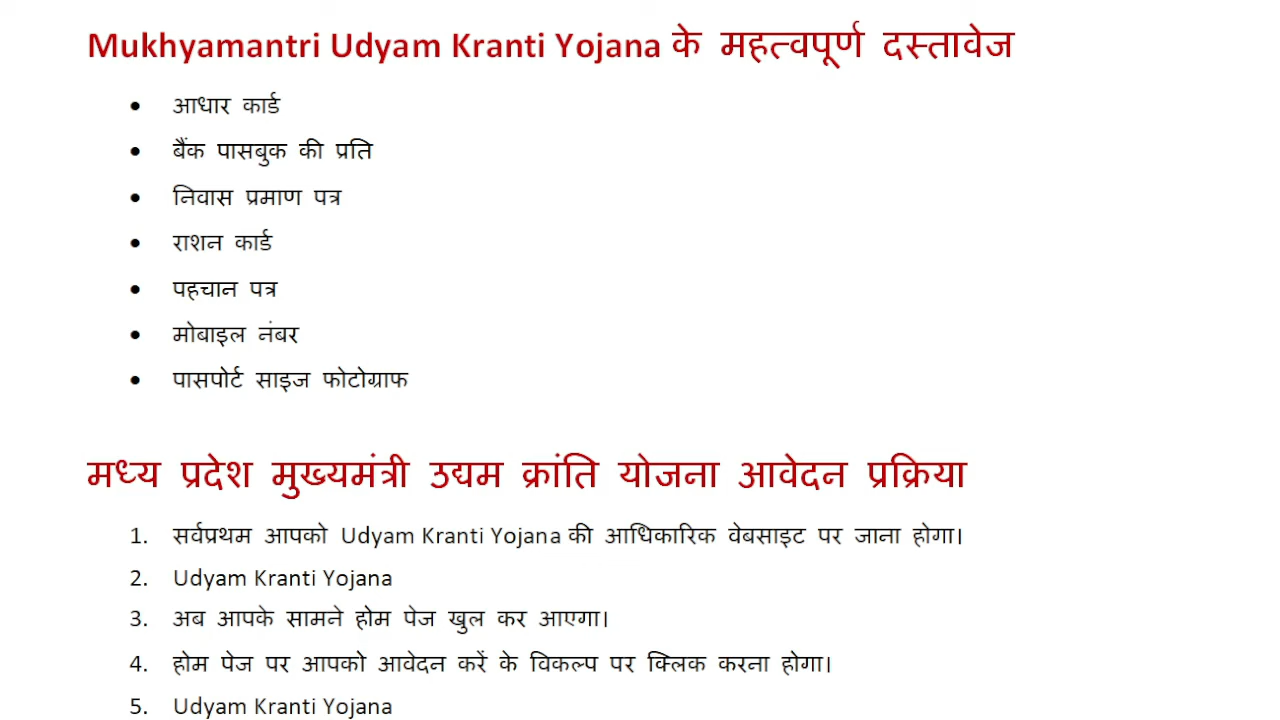 Mukhyamantri Udyam Kranti Yojana के महत्वपूर्ण दस्तावेज
• आधार कार्ड
• बैंक पासबुक की प्रति
• निवास प्रमाण पत्र
• राशन कार्ड
• पहचान पत्र
• मोबाइल नंबर
• पासपोर्ट साइज फोटोग्राफ
मध्य प्रदेश मुख्यमंत्री उद्यम क्रांति योजना आवेदन प्रक्रिया
1. सर्वप्रथम आपको Udyam Kranti Yojana की आधिकारिक वेबसाइट पर जाना होगा।
2. Udyam Kranti Yojana
3. अब आपके सामने होम पेज खुल कर आएगा।
4. होम पेज पर आपको आवेदन करें के विकल्प पर क्लिक करना होगा।
5. Udyam Kranti Yojana